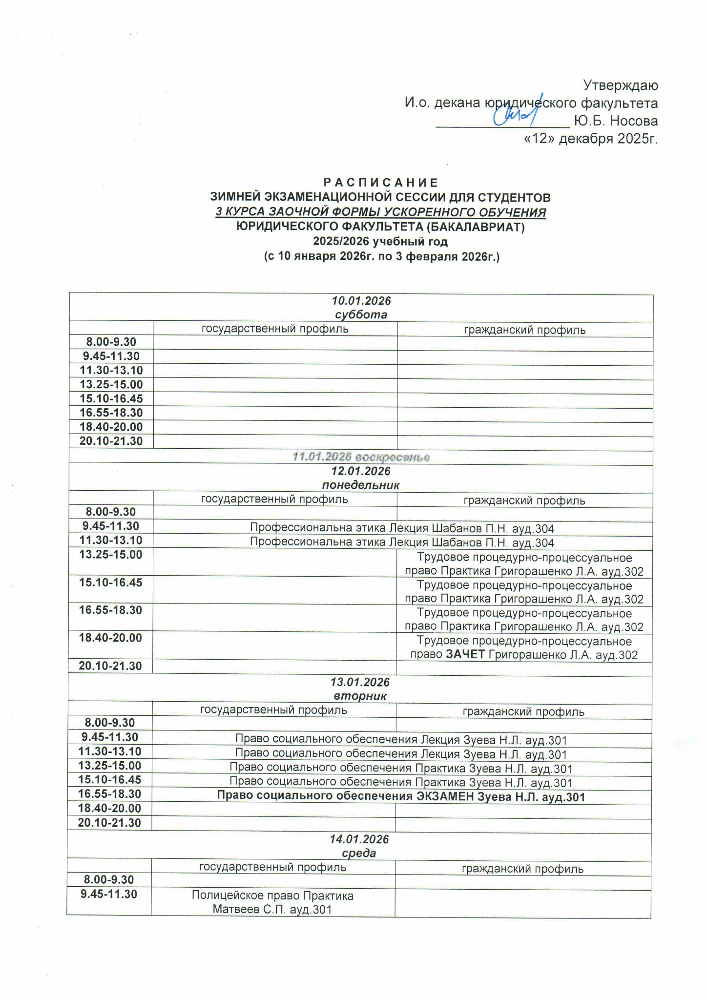 Утверждаю
И.о. декана юридического факультета
Ю.Б. Носова
«12» декабря 2025г.
Р А С П И С А Н И Е
ЗИМНЕЙ ЭКЗАМЕНАЦИОННОЙ СЕССИИ ДЛЯ СТУДЕНТОВ
3 КУРСА ЗАОЧНОЙ ФОРМЫ УСКОРЕННОГО ОБУЧЕНИЯ
ЮРИДИЧЕСКОГО ФАКУЛЬТЕТА (БАКАЛАВРИАТ)
2025/2026 учебный год
(с 10 января 2026г. по 3 февраля 2026г.)
10.01.2026
суббота
государственный профиль гражданский профиль
8.00-9.30
9.45-11.30
11.30-13.10
13.25-15.00
15.10-16.45
16.55-18.30
18.40-20.00
20.10-21.30
11.01.2026 воскресенье
12.01.2026
понедельник
государственный профиль гражданский профиль
8.00-9.30
9.45-11.30 Профессиональна этика Лекция Шабанов П.Н. ауд.304
11.30-13.10 Профессиональна этика Лекция Шабанов П.Н. ауд.304
13.25-15.00 Трудовое процедурно-процессуальное
право Практика Григорашенко Л.А. ауд.302
15.10-16.45 Трудовое процедурно-процессуальное
право Практика Григорашенко Л.А. ауд.302
16.55-18.30 Трудовое процедурно-процессуальное
право Практика Григорашенко Л.А. ауд.302
18.40-20.00 Трудовое процедурно-процессуальное
право ЗАЧЕТ Григорашенко Л.А. ауд.302
20.10-21.30
13.01.2026
вторник
государственный профиль гражданский профиль
8.00-9.30
9.45-11.30 Право социального обеспечения Лекция Зуева Н.Л. ауд.301
11.30-13.10 Право социального обеспечения Лекция Зуева Н.Л. ауд.301
13.25-15.00 Право социального обеспечения Практика Зуева Н.Л. ауд.301
15.10-16.45 Право социального обеспечения Практика Зуева Н.Л. ауд.301
16.55-18.30 Право социального обеспечения ЭКЗАМЕН Зуева Н.Л. ауд.301
18.40-20.00
20.10-21.30
14.01.2026
среда
государственный профиль гражданский профиль
8.00-9.30
9.45-11.30 Полицейское право Практика
Матвеев С.П. ауд.301